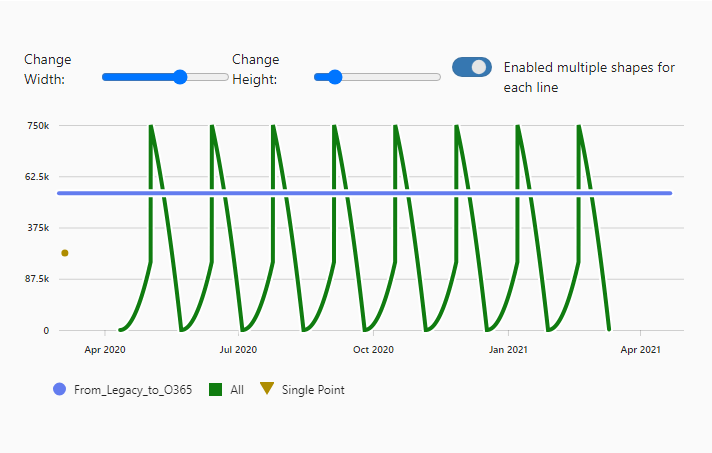 Change Width:
Change Height:
Enabled multiple shapes for
each line
750k
62.5k
375k
87.5k
0
Apr 2020
Jul 2020
Oct 2020
Jan 2021
Apr 2021
From_Legacy_to_O365
All
Single Point